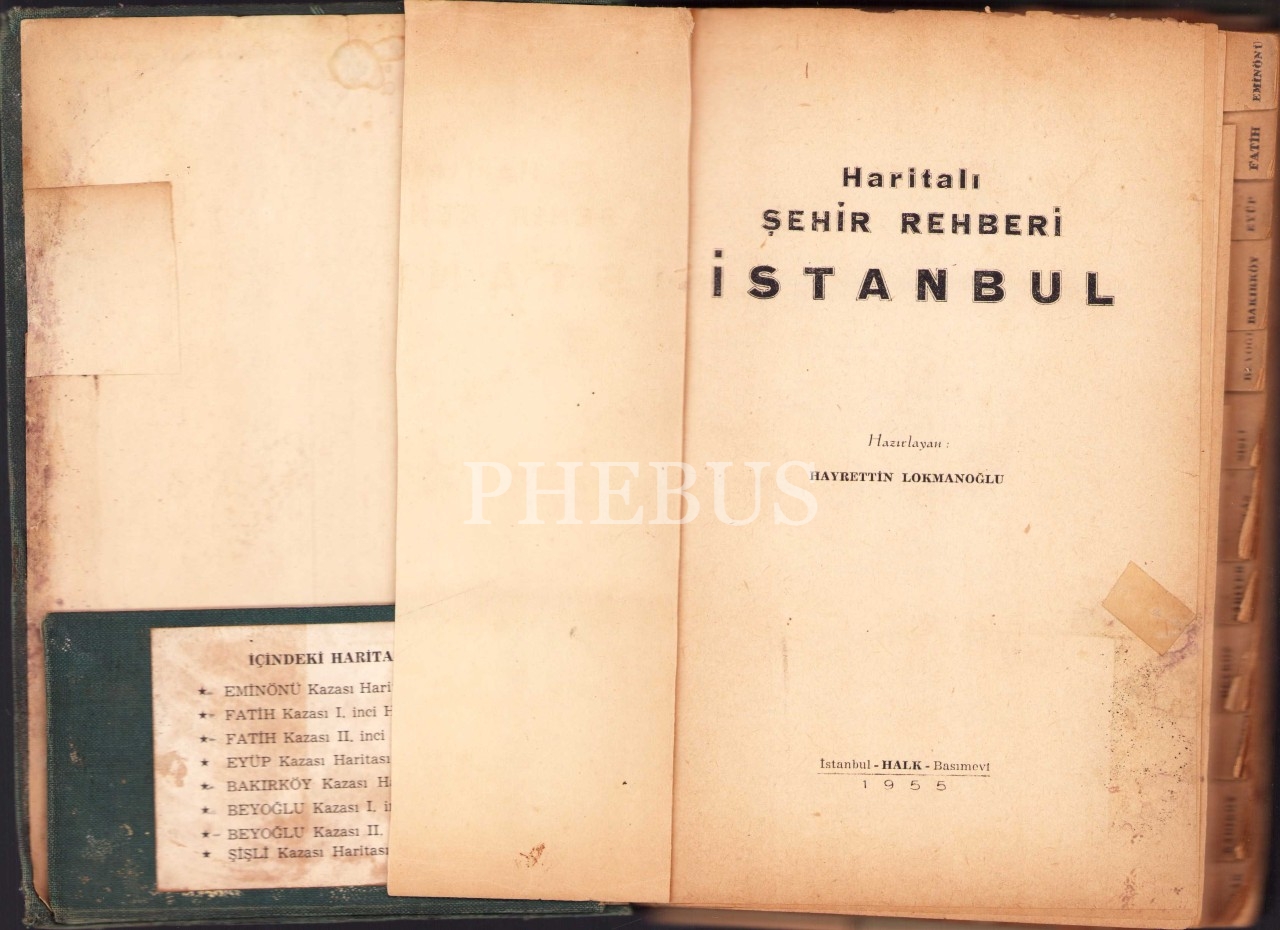 Haritalı
ŞEHİR REHBERİ
İSTANBUL
Hazırlayan :
HAYRETTİN LOKMANOĞLU
İstanbul - HALK - Basımevi
1955
PHEBUS
İÇİNDEKİ HARİTA
EMİNÖNÜ Kazası Hari
FATİH Kazası I. inci H
FATİH Kazası II. inci
EYÜP Kazası Haritası
BAKIRKÖY Kazası Ha
BEYOĞLU Kazası I. i
BEYOĞLU Kazası II.
ŞİŞLİ Kazası Haritası
EMİNÖNÜ
FATİH
EYÜP
BAKIRKÖY